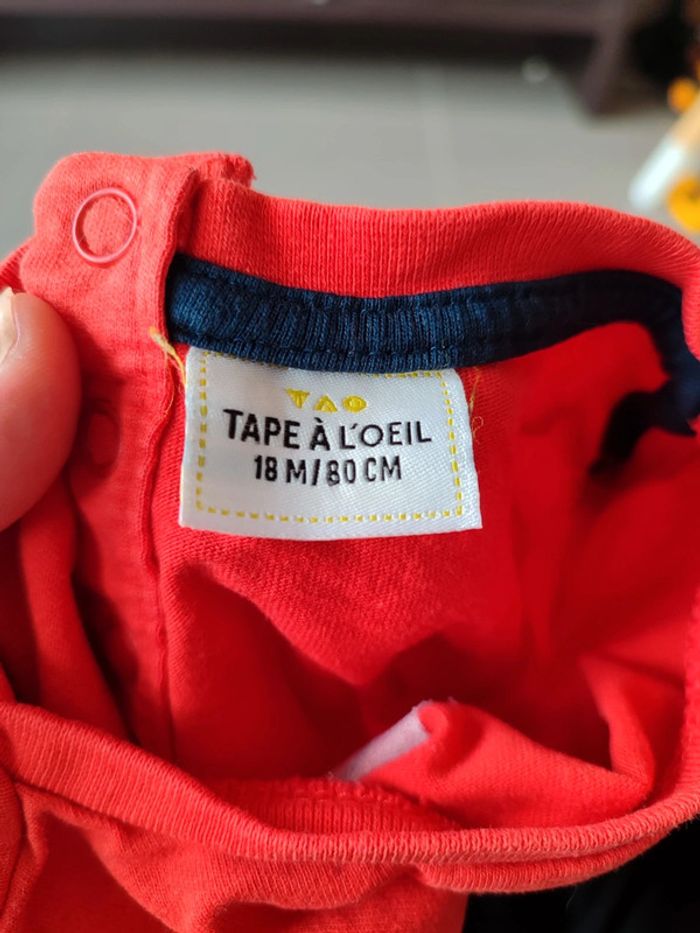 TAO
TAPE À L'OEIL
18 M/80 CM